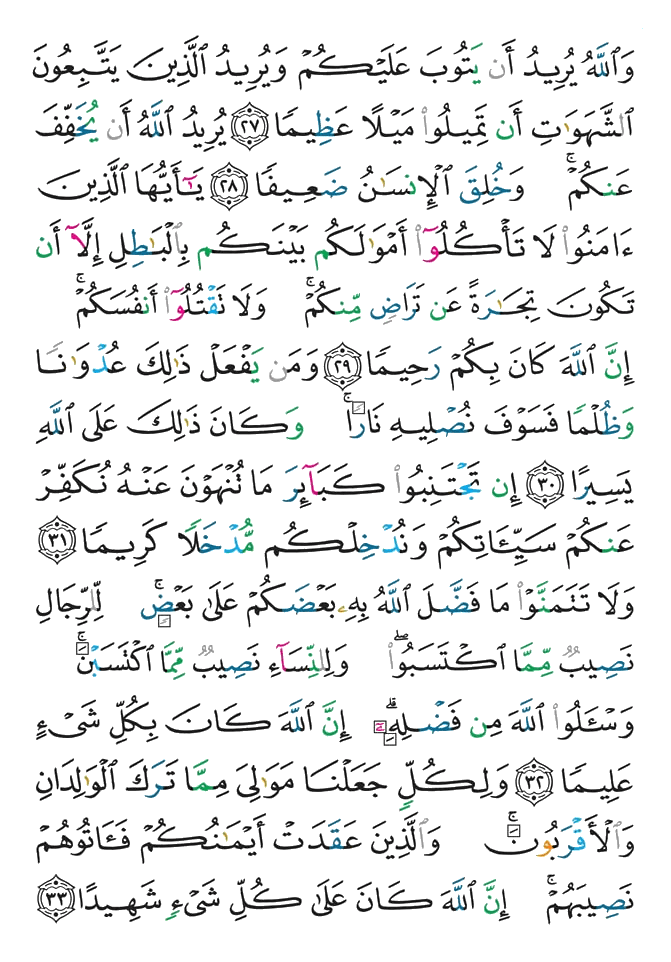 وَٱللَّهُ يُرِيدُ أَن يَتُوبَ عَلَيْكُمْ وَيُرِيدُ ٱلَّذِينَ يَتَّبِعُونَ
ٱلشَّهَوَٰتِ أَن تَمِيلُوا۟ مَيْلًا عَظِيمًا ٢٧ يُرِيدُ ٱللَّهُ أَن يُخَفِّفَ
عَنكُمْ ۚ وَخُلِقَ ٱلْإِنسَـٰنُ ضَعِيفًا ٢٨ يَـٰٓأَيُّهَا ٱلَّذِينَ
ءَامَنُوا۟ لَا تَأْكُلُوٓا۟ أَمْوَٰلَكُم بَيْنَكُم بِٱلْبَـٰطِلِ إِلَّآ أَن
تَكُونَ تِجَـٰرَةً عَن تَرَاضٍ مِّنكُمْ ۚ وَلَا تَقْتُلُوٓا۟ أَنفُسَكُمْ ۚ
إِنَّ ٱللَّهَ كَانَ بِكُمْ رَحِيمًا ٢٩ وَمَن يَفْعَلْ ذَٰلِكَ عُدْوَٰنًا
وَظُلْمًا فَسَوْفَ نُصْلِيهِ نَارًا ۚ وَكَانَ ذَٰلِكَ عَلَى ٱللَّهِ
يَسِيرًا ٣٠ إِن تَجْتَنِبُوا۟ كَبَآئِرَ مَا تُنْهَوْنَ عَنْهُ نُكَفِّرْ
عَنكُمْ سَيِّـَٔاتِكُمْ وَنُدْخِلْكُم مُّدْخَلًا كَرِيمًا ٣١
وَلَا تَتَمَنَّوْا۟ مَا فَضَّلَ ٱللَّهُ بِهِۦ بَعْضَكُمْ عَلَىٰ بَعْضٍ ۚ لِّلرِّجَالِ
نَصِيبٌ مِّمَّا ٱكْتَسَبُوا۟ ۖ وَلِلنِّسَآءِ نَصِيبٌ مِّمَّا ٱكْتَسَبْنَ ۚ
وَسْـَٔلُوا۟ ٱللَّهَ مِن فَضْلِهِۦٓ ۗ إِنَّ ٱللَّهَ كَانَ بِكُلِّ شَىْءٍ
عَلِيمًا ٣٢ وَلِكُلٍّ جَعَلْنَا مَوَٰلِىَ مِمَّا تَرَكَ ٱلْوَٰلِدَانِ
وَٱلْأَقْرَبُونَ ۚ وَٱلَّذِينَ عَقَدَتْ أَيْمَـٰنُكُمْ فَـَٔاتُوهُمْ
نَصِيبَهُمْ ۚ إِنَّ ٱللَّهَ كَانَ عَلَىٰ كُلِّ شَىْءٍ شَهِيدًا ٣٣